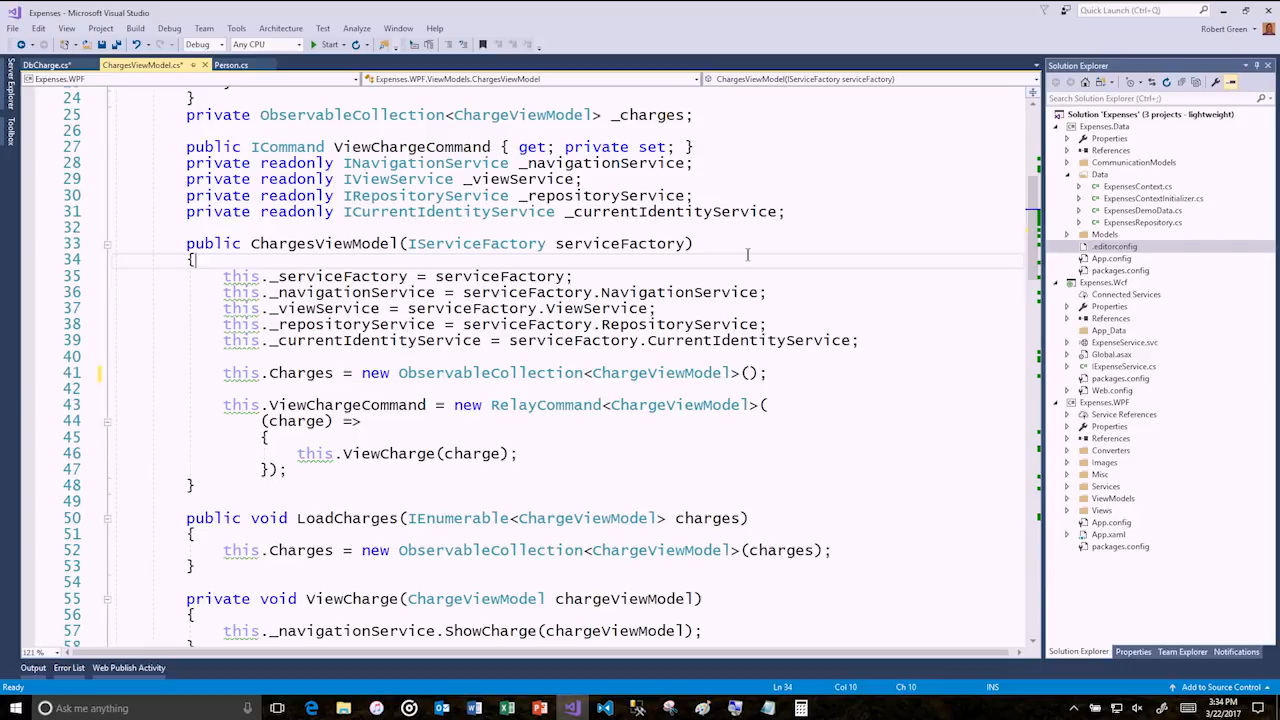 Expenses - Microsoft Visual Studio
Quick Launch (Ctrl+;)
File Edit View Project Build Debug Team Tools Test Analyze Window Help
Robert Green
Debug Any CPU Start
DbCharge.cs* ChargesViewModel.cs* Person.cs
Expenses.WPF Expenses.WPF.ViewModels.ChargesViewModel ChargesViewModel(IServiceFactory serviceFactory)
Server Explorer
Toolbox
24 }
25 private ObservableCollection<ChargeViewModel> _charges;
26
27 public ICommand ViewChargeCommand { get; private set; }
28 private readonly INavigationService _navigationService;
29 private readonly IViewService _viewService;
30 private readonly IRepositoryService _repositoryService;
31 private readonly ICurrentIdentityService _currentIdentityService;
32
33 public ChargesViewModel(IServiceFactory serviceFactory)
34 {
35 this._serviceFactory = serviceFactory;
36 this._navigationService = serviceFactory.NavigationService;
37 this._viewService = serviceFactory.ViewService;
38 this._repositoryService = serviceFactory.RepositoryService;
39 this._currentIdentityService = serviceFactory.CurrentIdentityService;
40
41 this.Charges = new ObservableCollection<ChargeViewModel>();
42
43 this.ViewChargeCommand = new RelayCommand<ChargeViewModel>(
44 (charge) =>
45 {
46 this.ViewCharge(charge);
47 });
48 }
49
50 public void LoadCharges(IEnumerable<ChargeViewModel> charges)
51 {
52 this.Charges = new ObservableCollection<ChargeViewModel>(charges);
53 }
54
55 private void ViewCharge(ChargeViewModel chargeViewModel)
56 {
57 this._navigationService.ShowCharge(chargeViewModel);
58 }
121 %
Solution Explorer
Search Solution Explorer (Ctrl+;)
Solution 'Expenses' (3 projects - lightweight)
Expenses.Data
Properties
References
CommunicationModels
Data
ExpensesContext.cs
ExpensesContextInitializer.cs
ExpensesDemoData.cs
ExpensesRepository.cs
Models
.editorconfig
App.config
packages.config
Expenses.Wcf
Connected Services
Properties
References
App_Data
ExpenseService.svc
Global.asax
IExpenseService.cs
packages.config
Web.config
Expenses.WPF
Service References
Properties
References
Converters
Images
Misc
Services
ViewModels
Views
App.config
App.xaml
packages.config
Solution Explorer Properties Team Explorer Notifications
Output Error List Web Publish Activity
Ready Ln 34 Col 10 Ch 10 INS Add to Source Control
Ask me anything
3:34 PM
3/22/2017